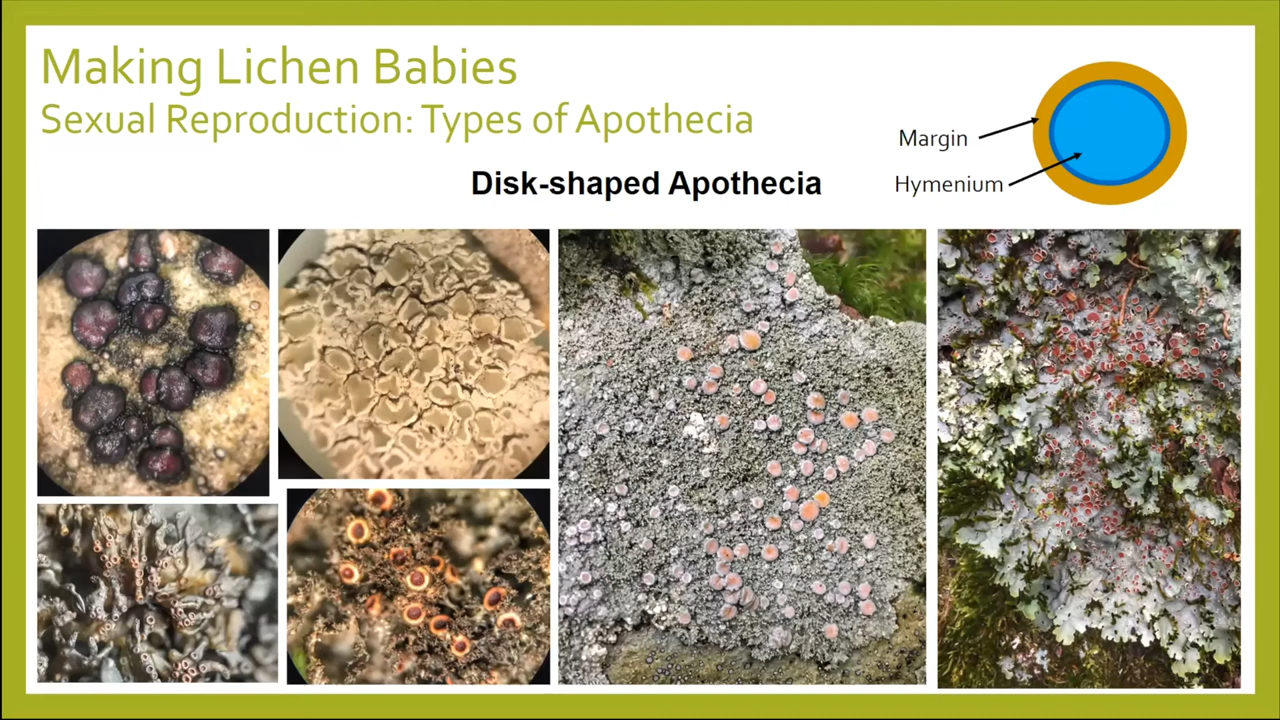 Making Lichen Babies
Sexual Reproduction: Types of Apothecia
Disk-shaped Apothecia
Margin
Hymenium